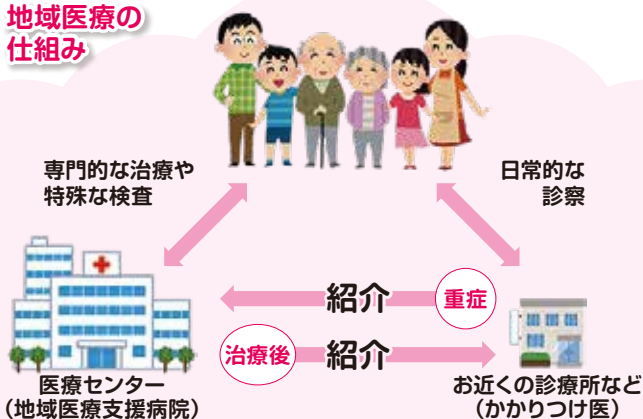 地域医療の
仕組み
専門的な治療や
特殊な検査
日常的な
診察
紹介
重症
治療後
紹介
医療センター
(地域医療支援病院)
お近くの診療所など
(かかりつけ医)